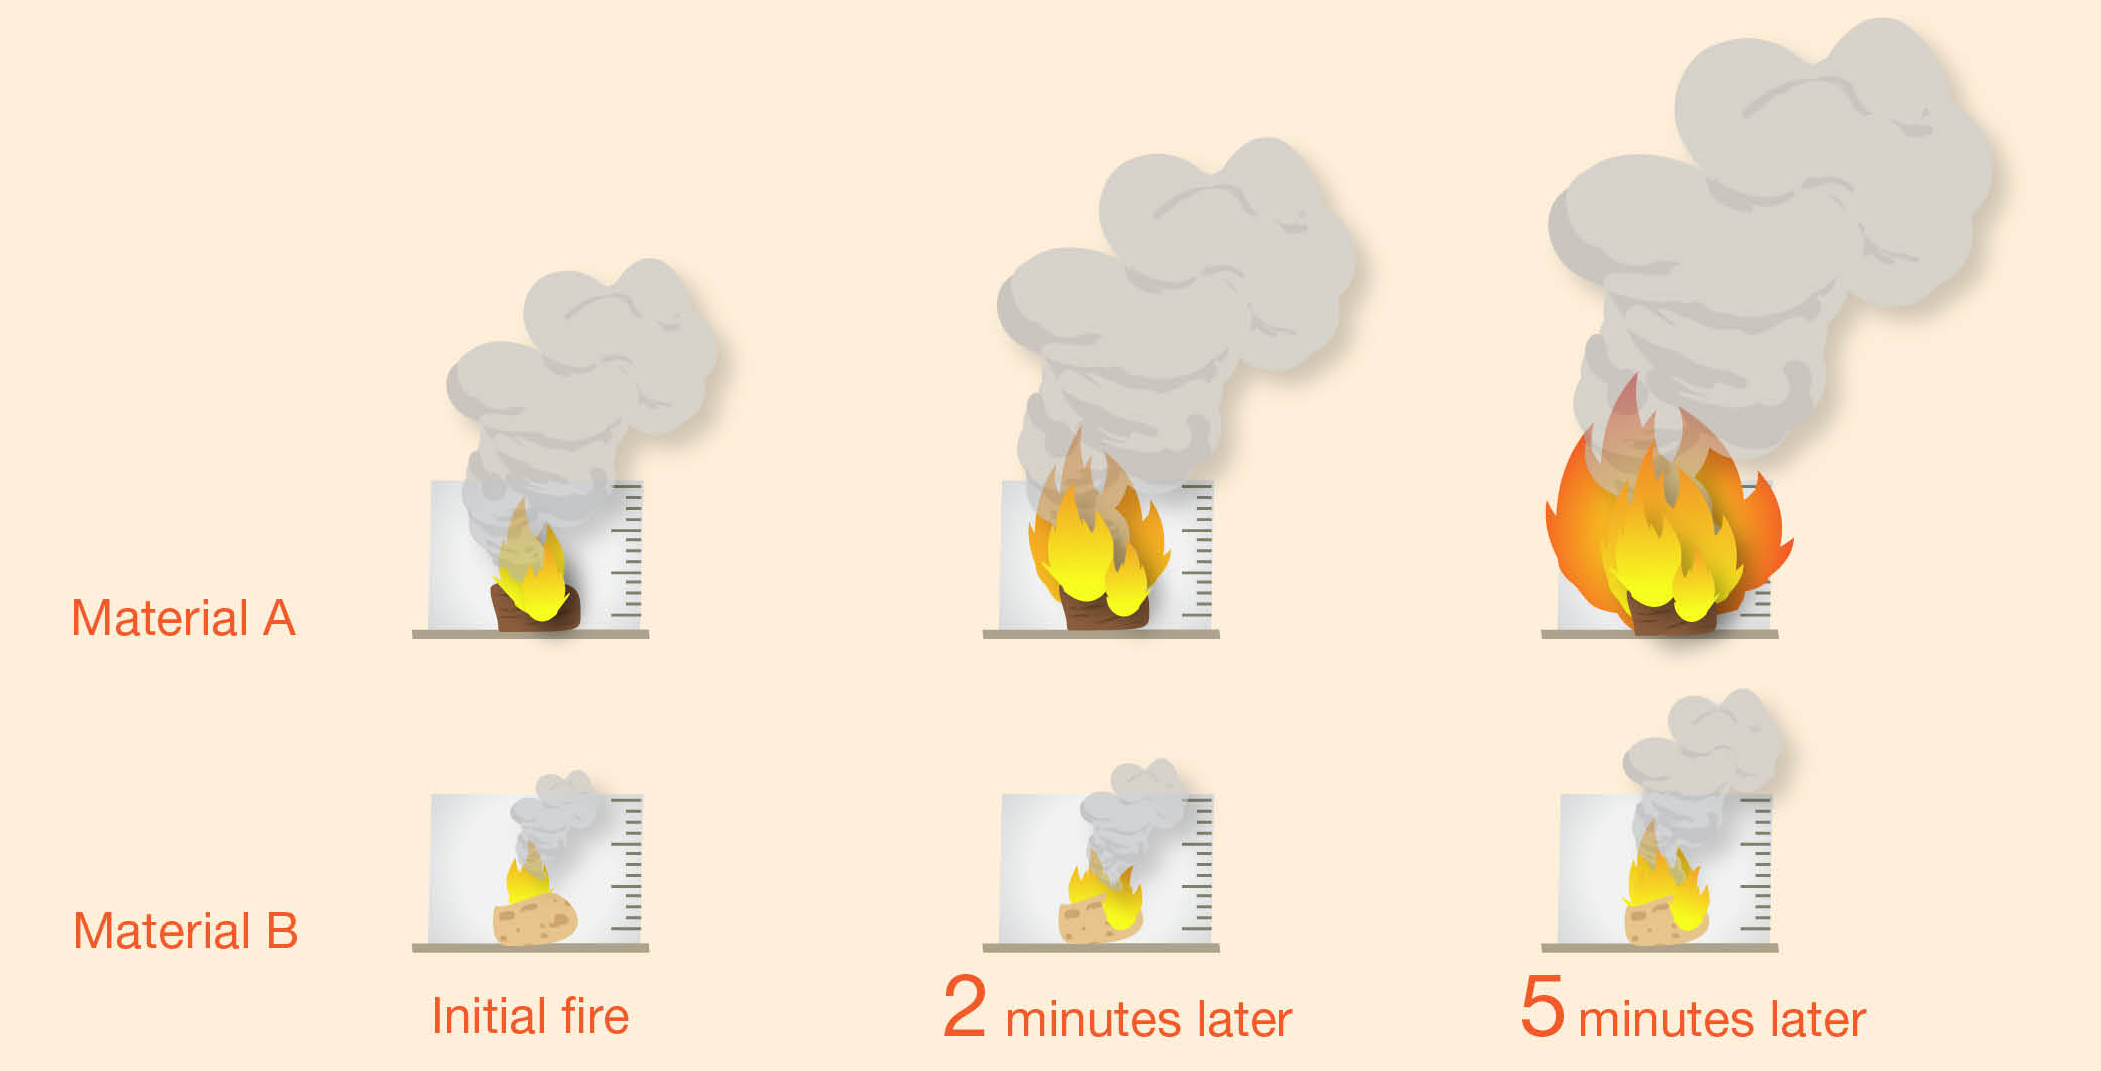 Material A
Material B
Initial fire
2 minutes later
5 minutes later